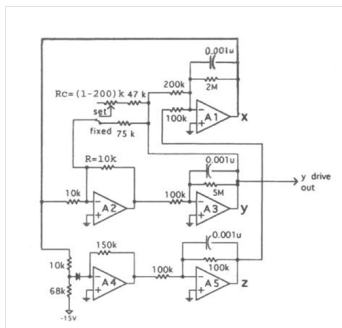 0.001u
2M
200k
100k
A1
x
Rc=(1-200)k 47 k
set
fixed
75 k
R=10k
0.001u
5M
10k
A2
100k
A3
y
y drive
out
150k
0.001u
10k
A4
100k
100k
A5
z
68k
-15V